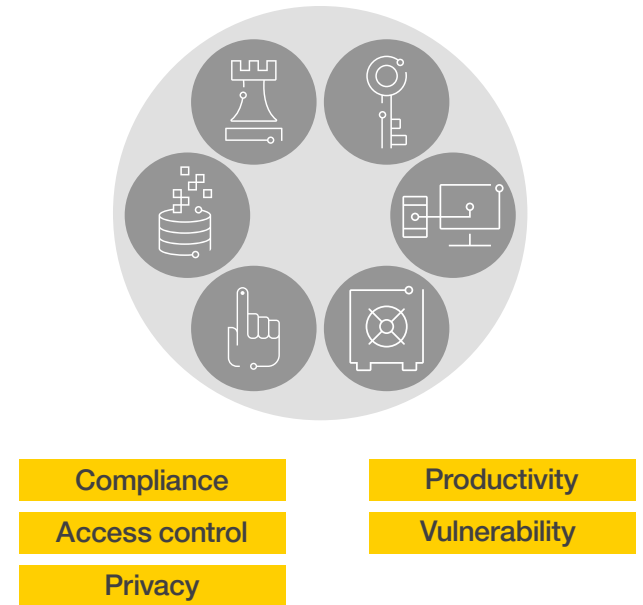 Compliance
Access control
Privacy
Productivity
Vulnerability